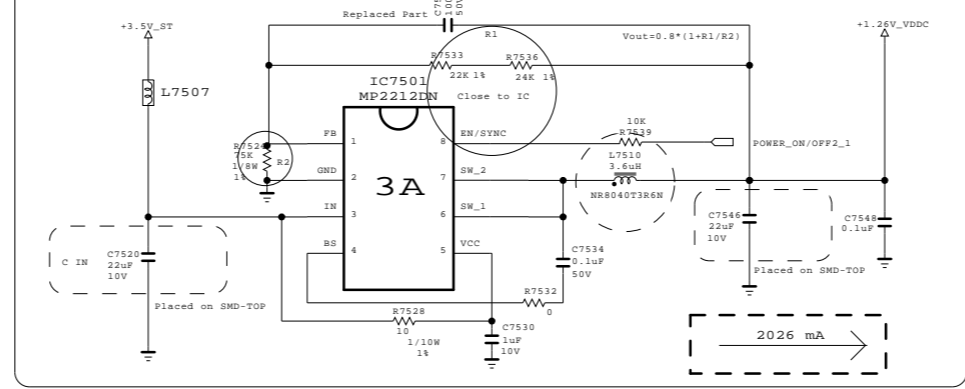 Replaced Part
50V
+3.5V_ST
L7507
R1
Vout=0.8*(1+R1/R2)
+1.26V_VDDC
R7533
22K 1%
R7536
24K 1%
Close to IC
IC7501
MP2212DN
3A
FB
1
GND
2
IN
3
BS
4
EN/SYNC
8
SW_2
7
SW_1
6
VCC
5
75K
1/8W
1%
R2
10K
R7539
POWER_ON/OFF2_1
L7510
3.6uH
NR8040T3R6N
C IN
C7520
22uF
10V
Placed on SMD-TOP
C7534
0.1uF
50V
R7532
0
R7528
10
1/10W
1%
C7530
1uF
10V
C7546
22uF
10V
Placed on SMD-TOP
C7548
0.1uF
2026 mA